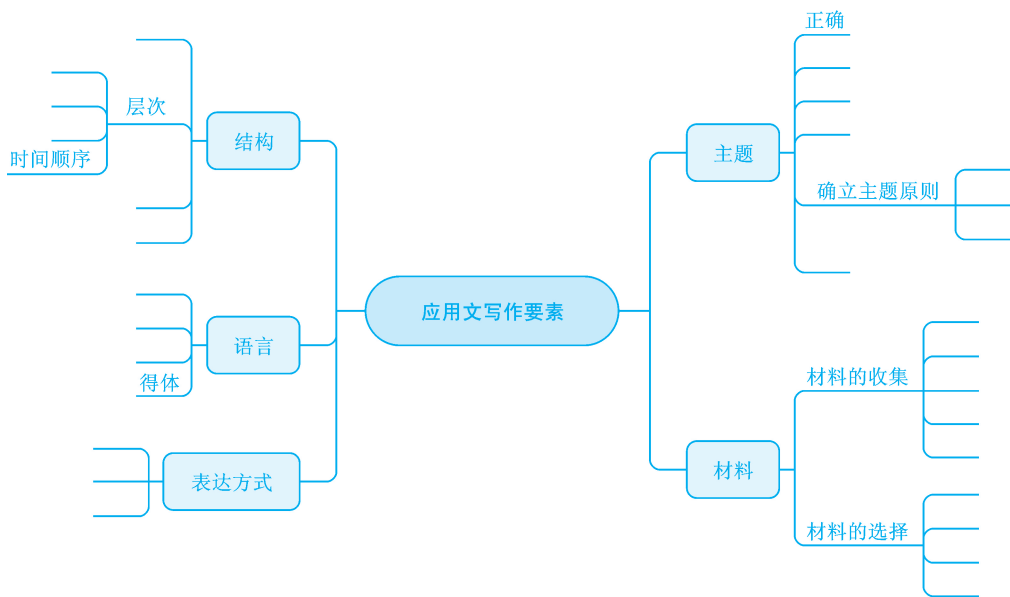 应用文写作要素
主题
正确
确立主题原则
材料
材料的收集
材料的选择
结构
层次
时间顺序
语言
得体
表达方式